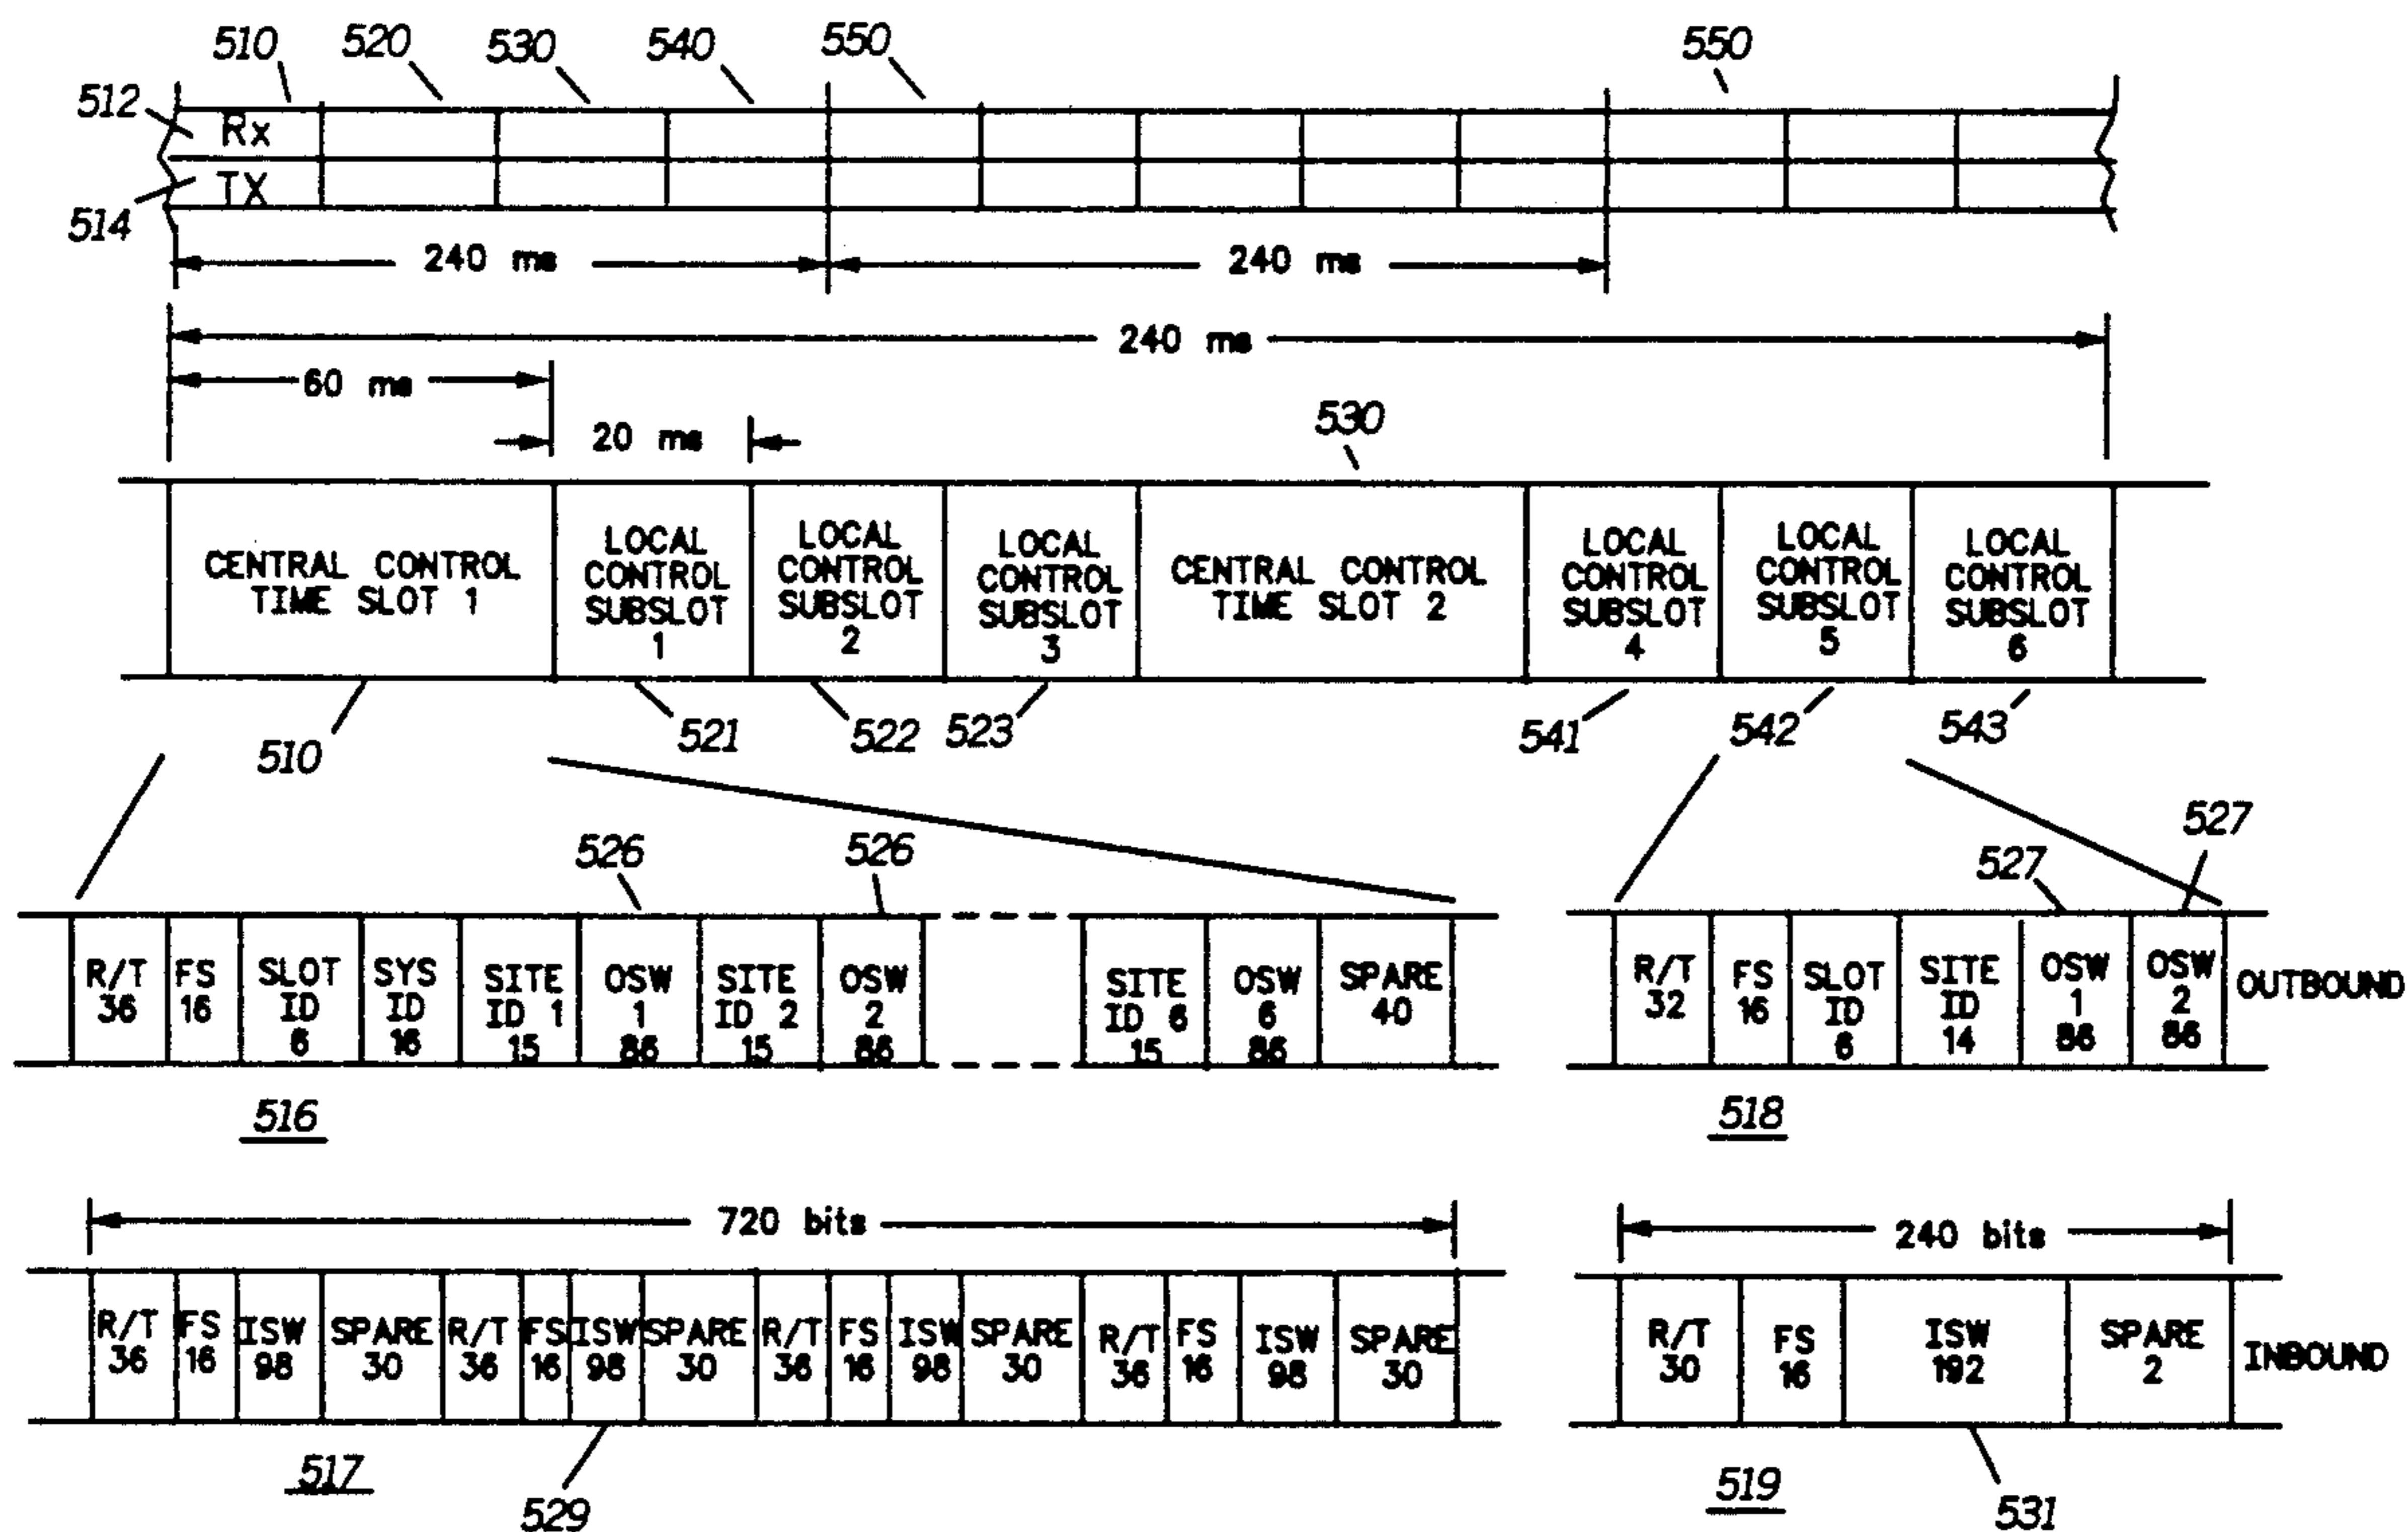 510 520 530 540 550 550
512
Rx
TX
514
240 ms 240 ms
240 ms
60 ms
20 ms
530
CENTRAL CONTROL
TIME SLOT 1
LOCAL
CONTROL
SUBSLOT
1
LOCAL
CONTROL
SUBSLOT
2
LOCAL
CONTROL
SUBSLOT
3
CENTRAL CONTROL
TIME SLOT 2
LOCAL
CONTROL
SUBSLOT
4
LOCAL
CONTROL
SUBSLOT
5
LOCAL
CONTROL
SUBSLOT
6
510 521 522 523 541 542 543
526 526 527 527
R/T
36
FS
16
SLOT
ID
6
SYS
ID
16
SITE
ID 1
15
OSW
1
86
SITE
ID 2
15
OSW
2
86
SITE
ID 6
15
OSW
6
86
SPARE
40
R/T
32
FS
16
SLOT
ID
6
SITE
ID
14
OSW
1
86
OSW
2
86
OUTBOUND
516 518
720 bits 240 bits
R/T
36
FS
16
ISW
98
SPARE
30
R/T
36
FS
16
ISW
98
SPARE
30
R/T
36
FS
16
ISW
98
SPARE
30
R/T
36
FS
16
ISW
98
SPARE
30
R/T
30
FS
16
ISW
192
SPARE
2
INBOUND
517 529 519 531